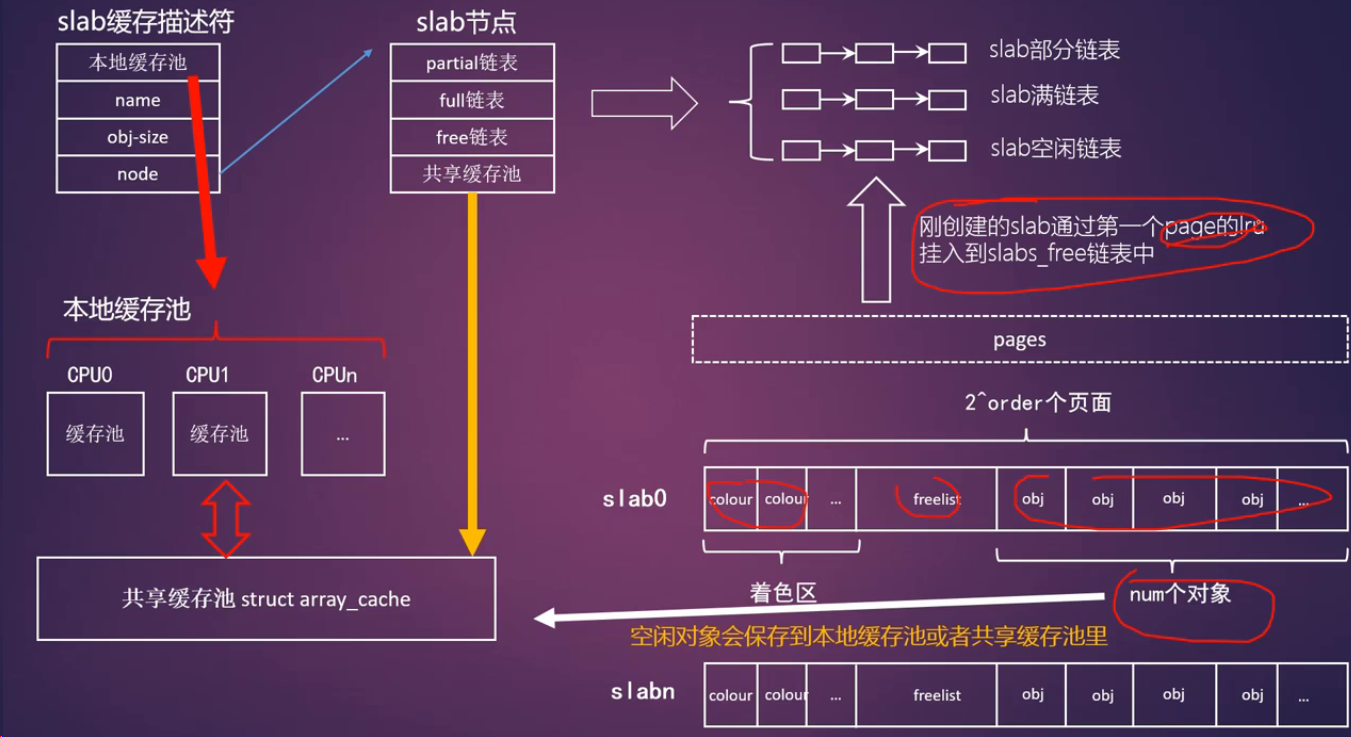 slab缓存描述符
本地缓存池
name
obj-size
node
slab节点
partial链表
full链表
free链表
共享缓存池
slab部分链表
slab满链表
slab空闲链表
刚创建的slab通过第一个page的lru
挂入到slabs_free链表中
本地缓存池
CPU0 CPU1 CPUn
缓存池 缓存池 ...
共享缓存池 struct array_cache
pages
2^order个页面
slab0 colour colour ... freelist obj obj obj obj ...
着色区
num个对象
空闲对象会保存到本地缓存池或者共享缓存池里
slabn colour colour ... freelist obj obj obj obj ...